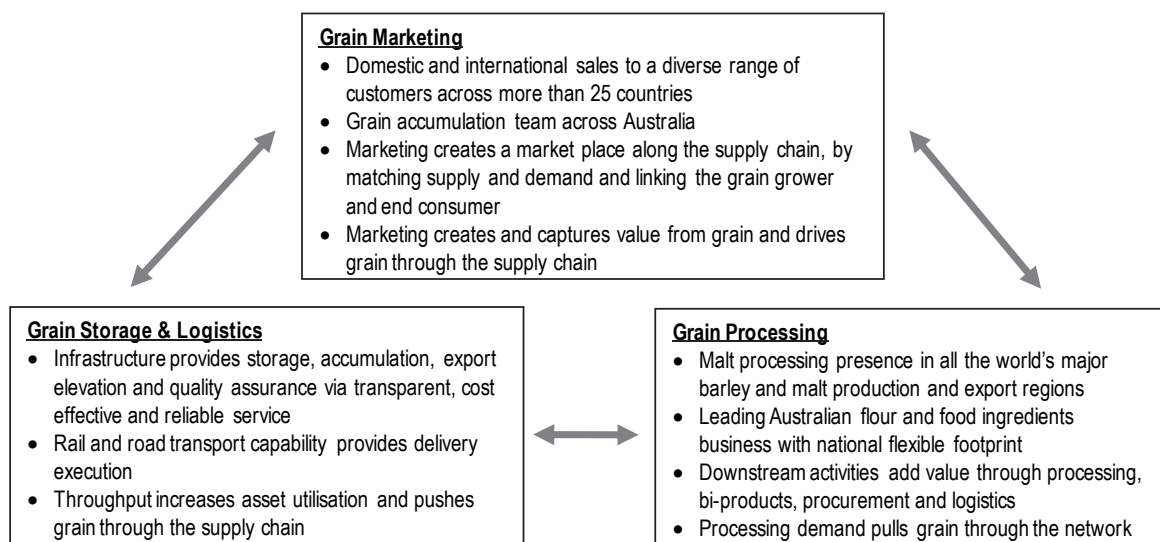 Grain Marketing
• Domestic and international sales to a diverse range of
customers across more than 25 countries
• Grain accumulation team across Australia
• Marketing creates a market place along the supply chain, by
matching supply and demand and linking the grain grower
and end consumer
• Marketing creates and captures value from grain and drives
grain through the supply chain
Grain Storage & Logistics
• Infrastructure provides storage, accumulation, export
elevation and quality assurance via transparent, cost
effective and reliable service
• Rail and road transport capability provides delivery
execution
• Throughput increases asset utilisation and pushes
grain through the supply chain
Grain Processing
• Malt processing presence in all the world's major
barley and malt production and export regions
• Leading Australian flour and food ingredients
business with national flexible footprint
• Downstream activities add value through processing,
bi-products, procurement and logistics
• Processing demand pulls grain through the network